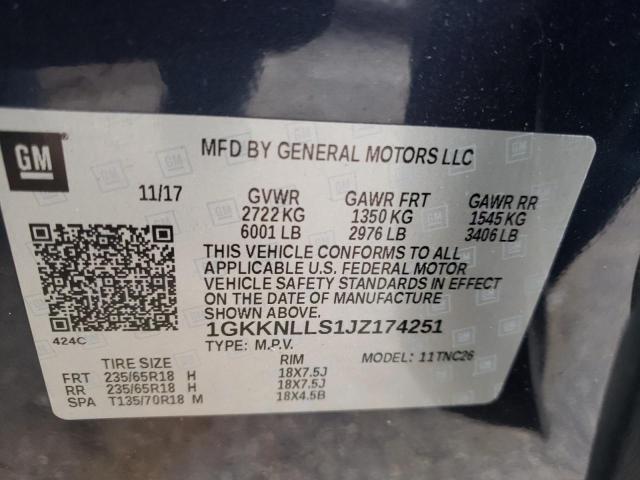 GM
MFD BY GENERAL MOTORS LLC
11/17 GVWR GAWR FRT GAWR RR
2722 KG 1350 KG 1545 KG
6001 LB 2976 LB 3406 LB
THIS VEHICLE CONFORMS TO ALL
APPLICABLE U.S. FEDERAL MOTOR
VEHICLE SAFETY STANDARDS IN EFFECT
ON THE DATE OF MANUFACTURE
SHOWN ABOVE.
424C 1GKKNLLS1JZ174251
TYPE: M.P.V. MODEL: 11TNC26
TIRE SIZE RIM
FRT 235/65R18 H 18X7.5J
RR 235/65R18 H 18X7.5J
SPA T135/70R18 M 18X4.5B